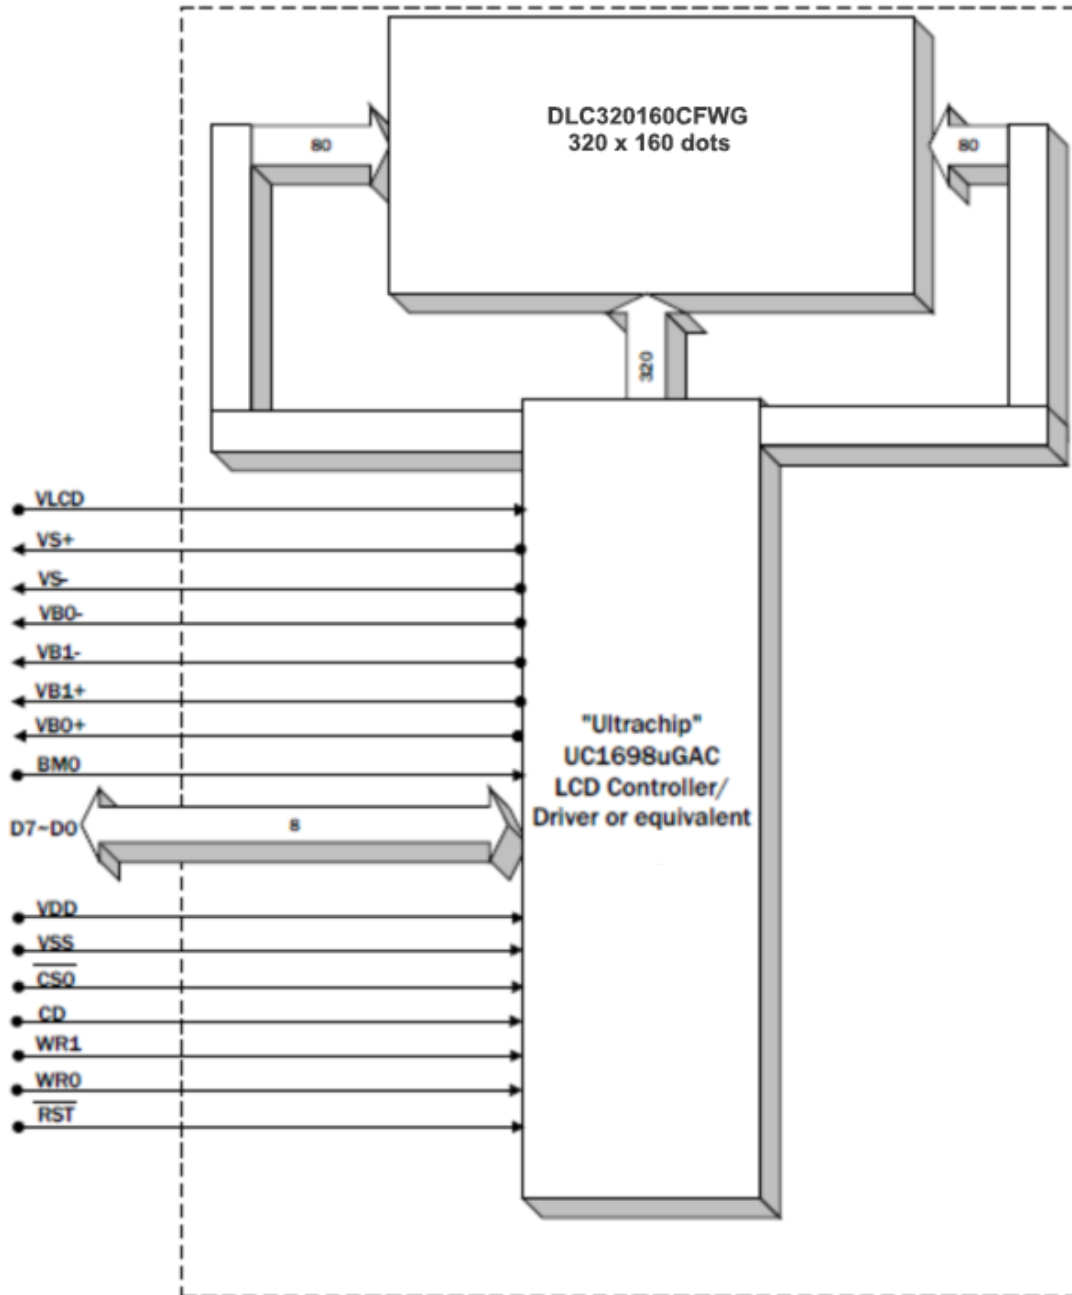 DLC320160CFWG
320 x 160 dots
80
80
320
VLCD
VS+
VS-
VB0-
VB1-
VB1+
VB0+
BM0
"Ultrachip"
UC1698uGAC
LCD Controller/
Driver or equivalent
D7~D0
8
VDD
VSS
CS0
CD
WR1
WR0
RST